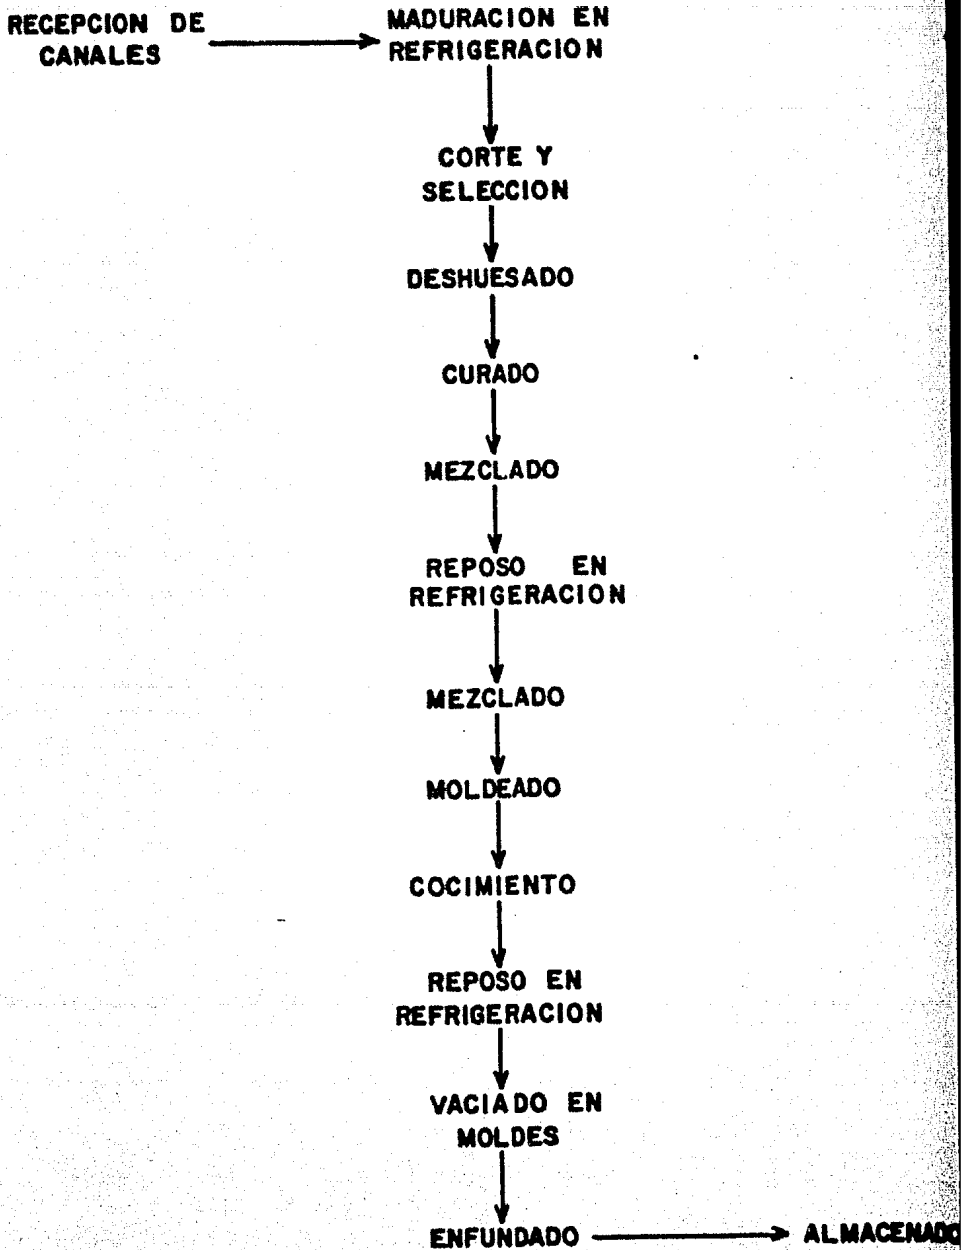 RECEPCION DE
CANALES
MADURACION EN
REFRIGERACION
CORTE Y
SELECCION
DESHUESADO
CURADO
MEZCLADO
REPOSO EN
REFRIGERACION
MEZCLADO
MOLDEADO
COCIMIENTO
REPOSO EN
REFRIGERACION
VACIADO EN
MOLDES
ENFUNDADO
ALMACENADO